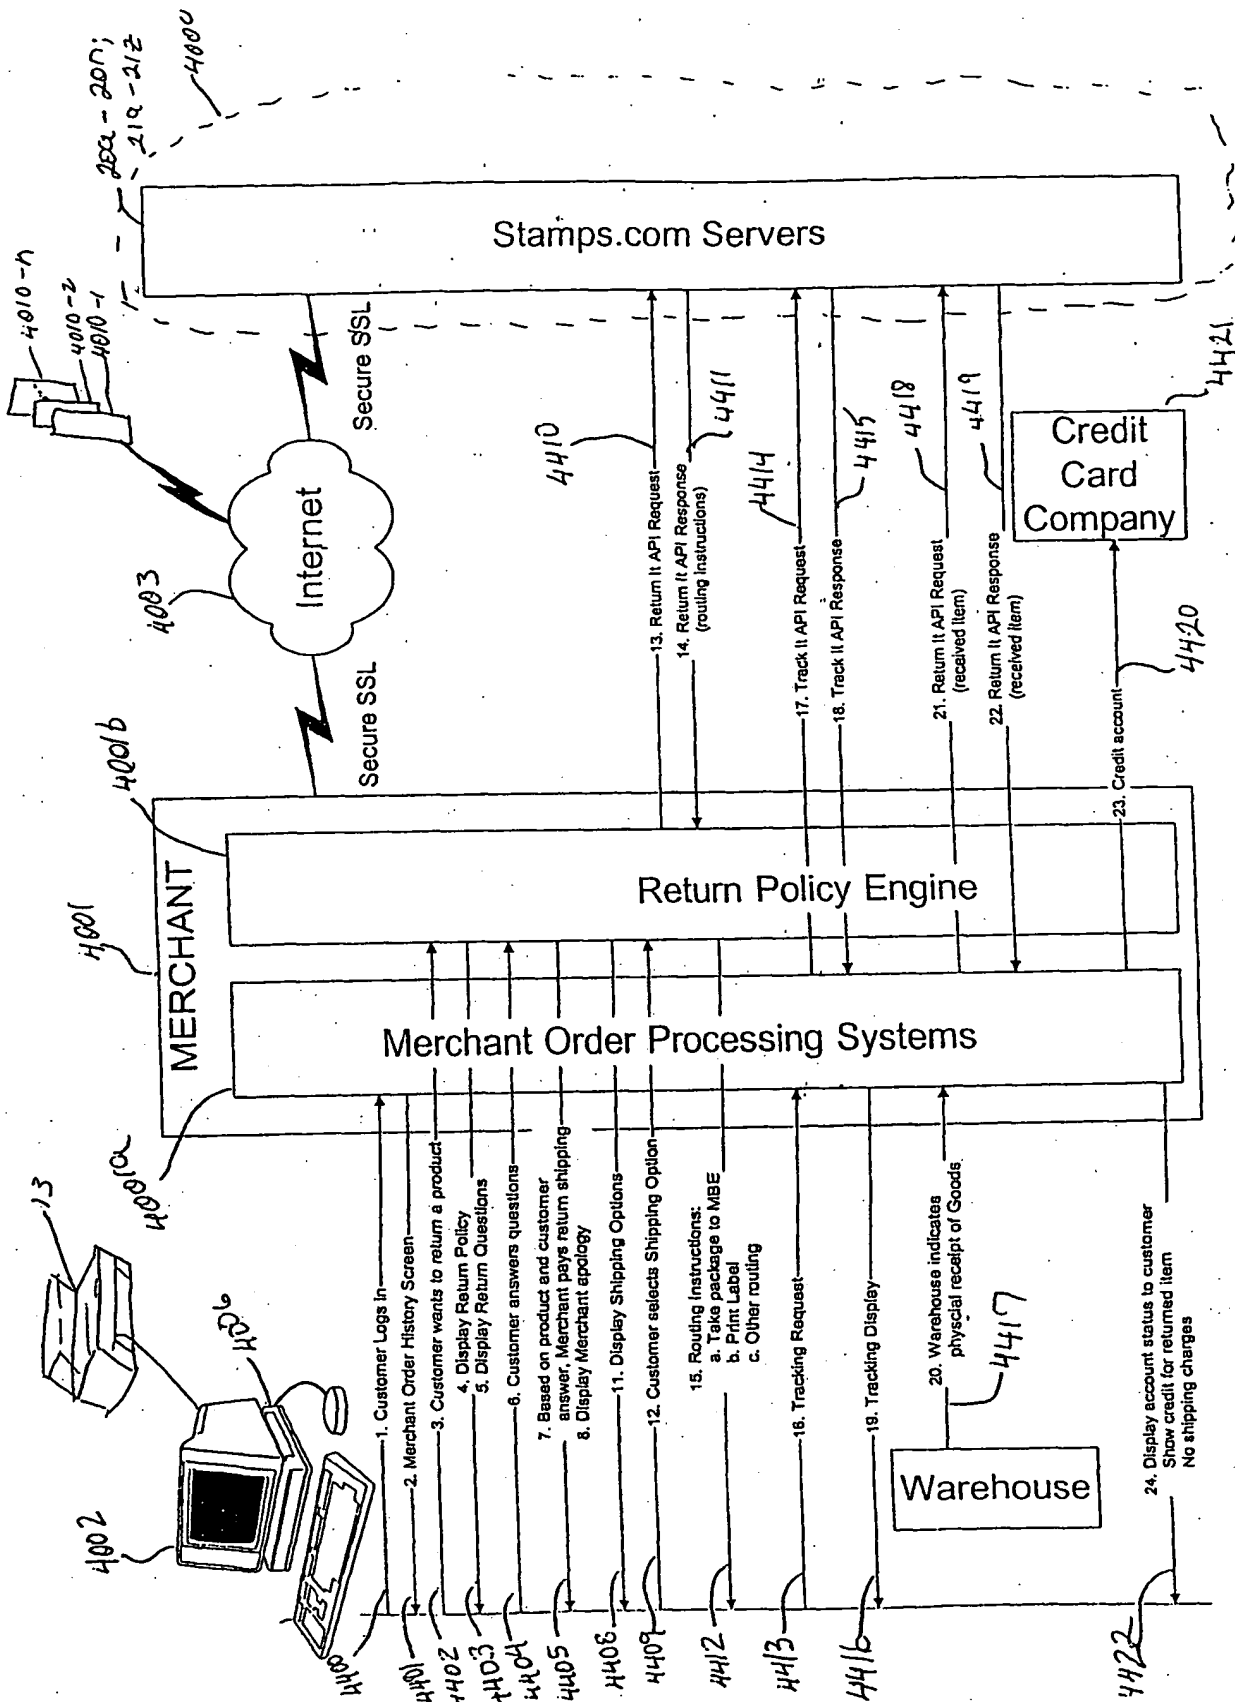 4002
4026
13
4001a
MERCHANT
4001
4001b
Merchant Order Processing Systems
Return Policy Engine
Secure SSL
4003
Internet
Secure SSL
4010-n
4010-2
4010-1
20a - 20n;
21a - 21z
4000
Stamps.com Servers
4400
1. Customer Logs in
4401
2. Merchant Order History Screen
4402
3. Customer wants to return a product
4403
4. Display Return Policy
5. Display Return Questions
4404
6. Customer answers questions
4405
7. Based on product and customer
answer, Merchant pays return shipping
8. Display Merchant apology
4408
11. Display Shipping Options
4409
12. Customer selects Shipping Option
4410
13. Return It API Request
4411
14. Return It API Response
(routing instructions)
4412
15. Routing Instructions:
a. Take package to MBE
b. Print Label
c. Other routing
4413
16. Tracking Request
4414
17. Track It API Request
4415
18. Track It API Response
4416
19. Tracking Display
Warehouse
4417
20. Warehouse indicates
physcial receipt of Goods
4418
21. Return It API Request
(received item)
4419
22. Return It API Response
(received item)
4420
23. Credit account
Credit
Card
Company
4421
4422
24. Display account status to customer
Show credit for returned item
No shipping charges